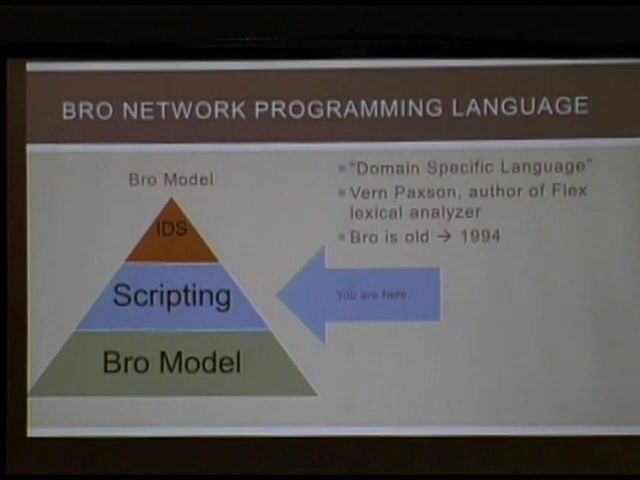 BRO NETWORK PROGRAMMING LANGUAGE
Bro Model
IDS
Scripting
Bro Model
"Domain Specific Language"
Vern Paxson, author of Flex
lexical analyzer
Bro is old → 1994
You are here.